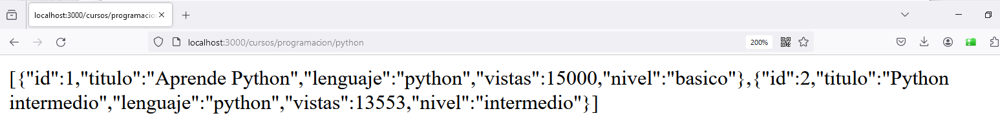 localhost:3000/cursos/programacio
localhost:3000/cursos/programacion/python
200%
[{"id":1,"titulo":"Aprende Python","lenguaje":"python","vistas":15000,"nivel":"basico"},{"id":2,"titulo":"Python
intermedio","lenguaje":"python","vistas":13553,"nivel":"intermedio"}]